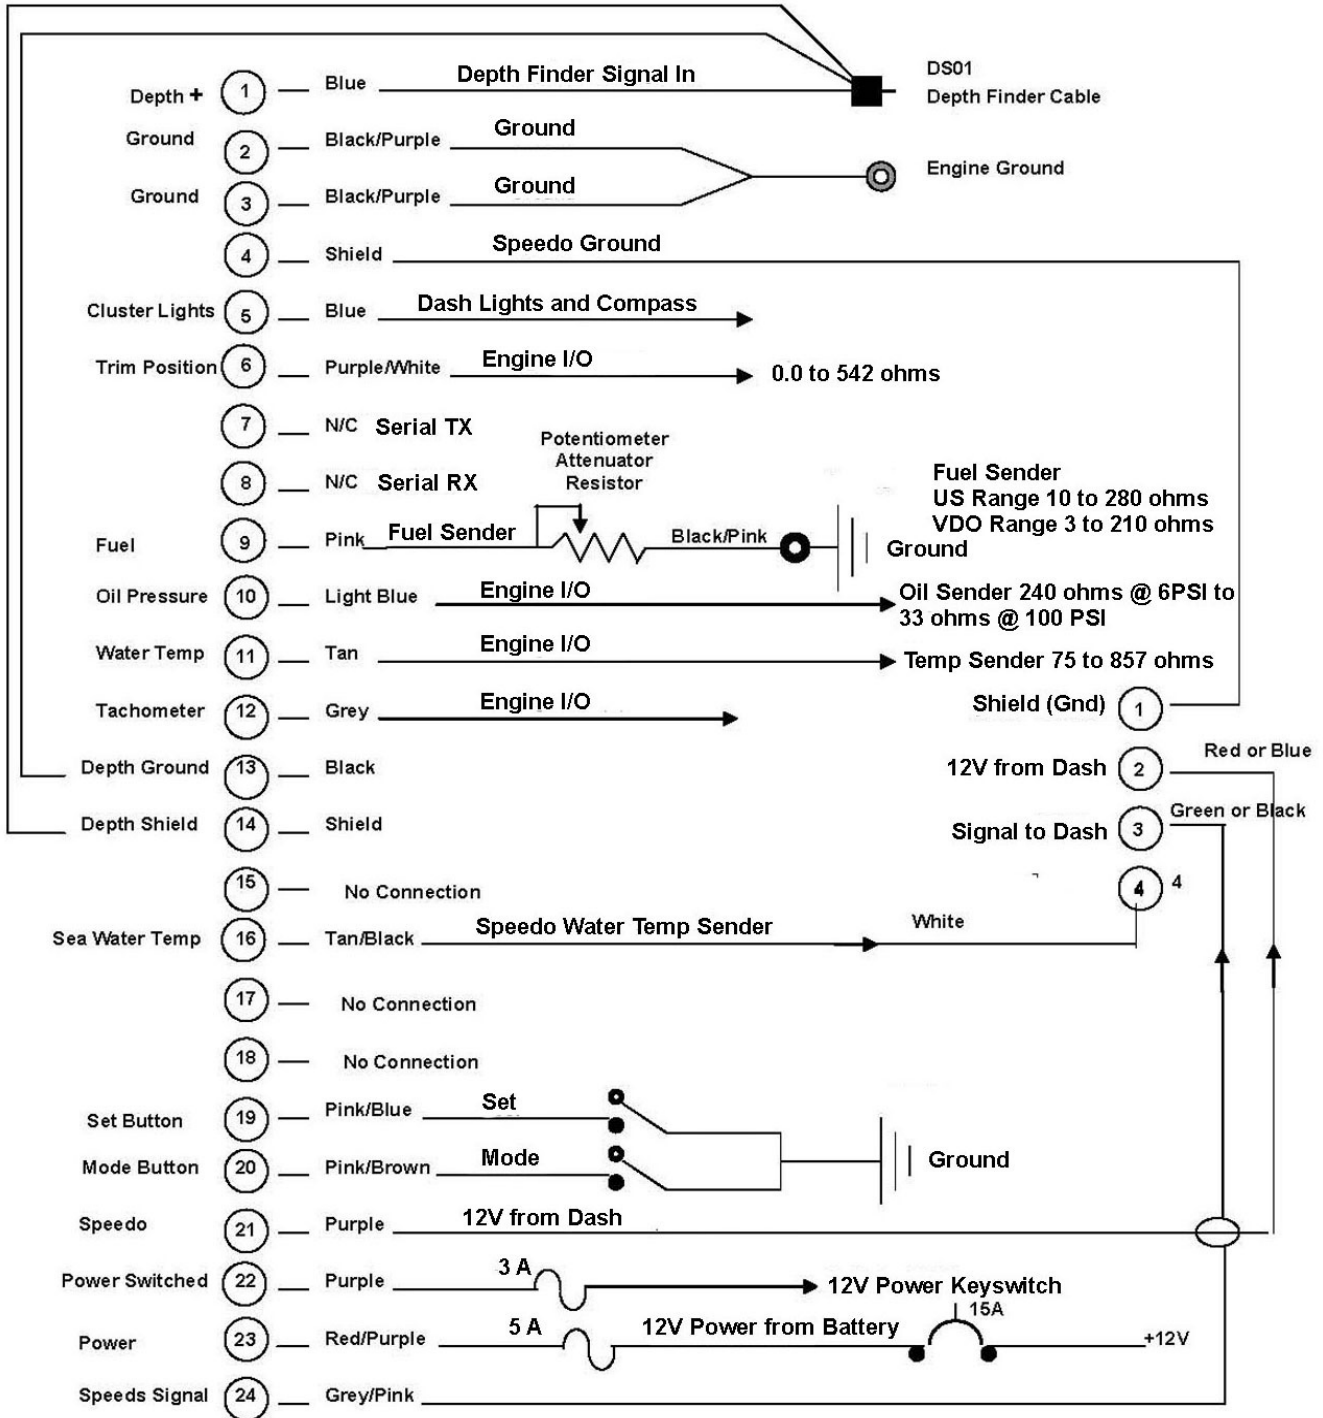 Depth + 1 Blue Depth Finder Signal In
DS01
Depth Finder Cable
Ground 2 Black/Purple Ground
Engine Ground
Ground 3 Black/Purple Ground
4 Shield Speedo Ground
Cluster Lights 5 Blue Dash Lights and Compass
Trim Position 6 Purple/White Engine I/O 0.0 to 542 ohms
7 N/C Serial TX
Potentiometer
Attenuator
Resistor
8 N/C Serial RX
Fuel Sender
US Range 10 to 280 ohms
VDO Range 3 to 210 ohms
Fuel 9 Pink Fuel Sender Black/Pink Ground
Oil Pressure 10 Light Blue Engine I/O Oil Sender 240 ohms @ 6PSI to
33 ohms @ 100 PSI
Water Temp 11 Tan Engine I/O Temp Sender 75 to 857 ohms
Tachometer 12 Grey Engine I/O
Shield (Gnd) 1
Depth Ground 13 Black
12V from Dash 2 Red or Blue
Depth Shield 14 Shield
Signal to Dash 3 Green or Black
15 No Connection
4 4
Sea Water Temp 16 Tan/Black Speedo Water Temp Sender White
17 No Connection
18 No Connection
Set Button 19 Pink/Blue Set
Mode Button 20 Pink/Brown Mode Ground
Speedo 21 Purple 12V from Dash
Power Switched 22 Purple 3 A 12V Power Keyswitch
15A
Power 23 Red/Purple 5 A 12V Power from Battery +12V
Speeds Signal 24 Grey/Pink